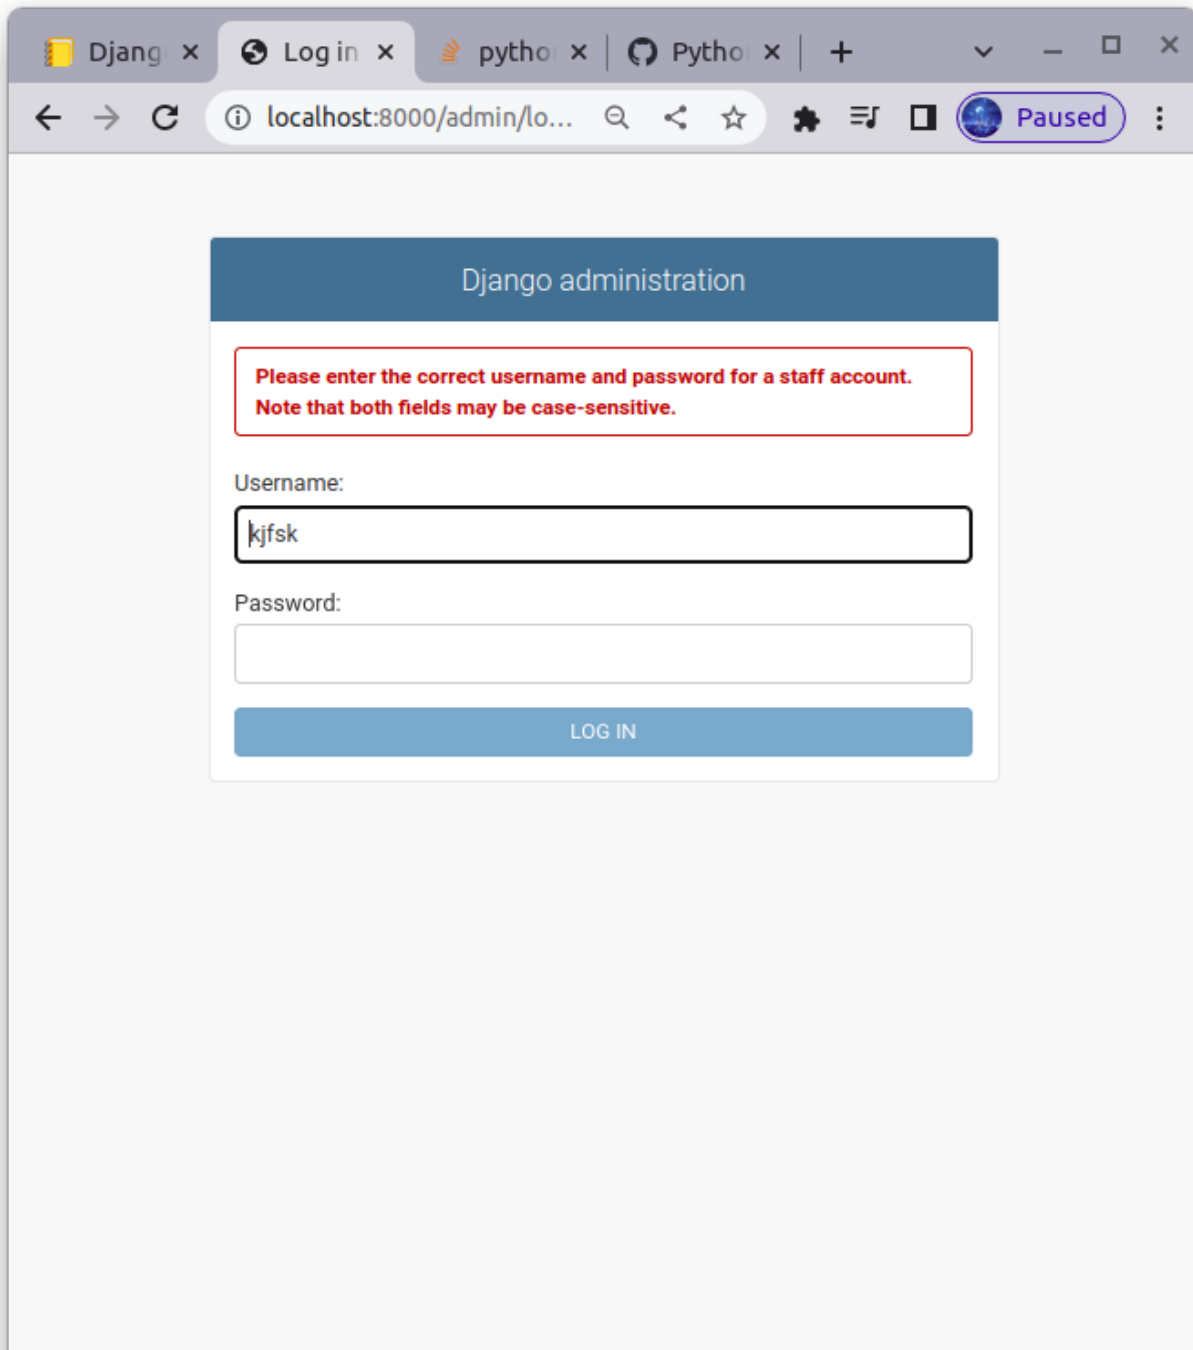 Djang
Log in
pytho
Pytho
localhost:8000/admin/lo...
Paused
Django administration
Please enter the correct username and password for a staff account.
Note that both fields may be case-sensitive.
Username:
kjfsk
Password:
LOG IN